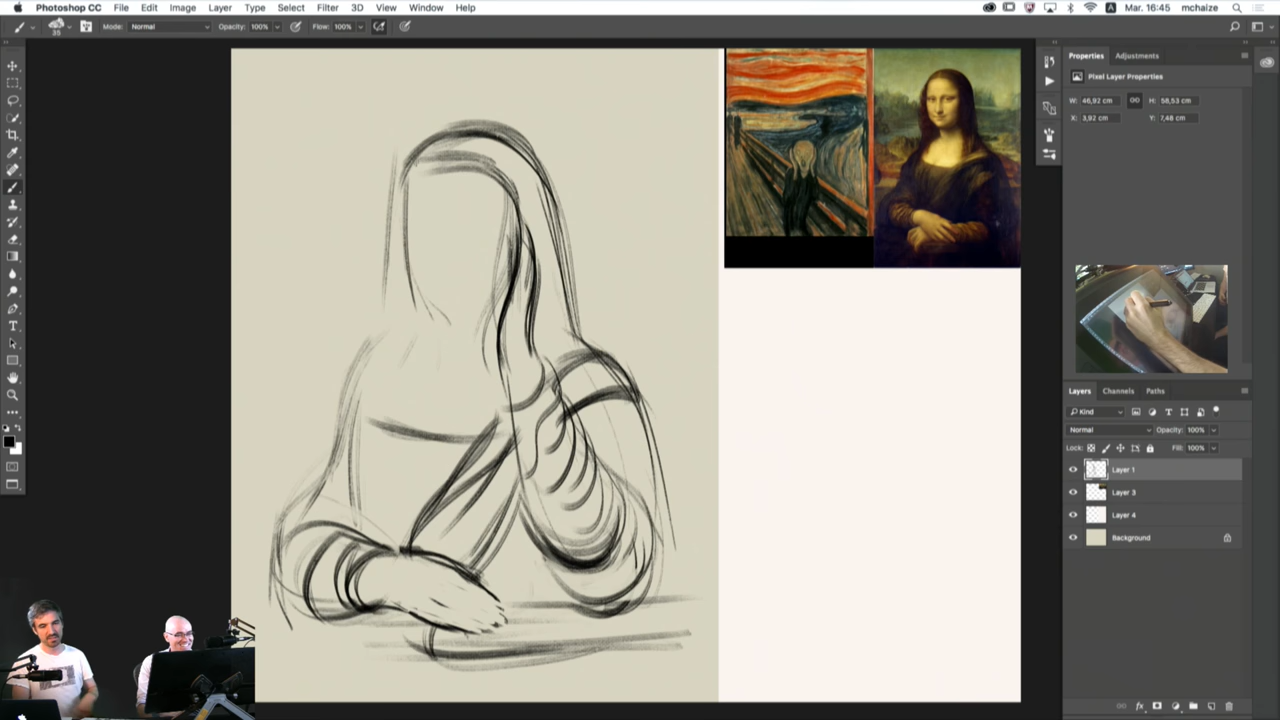 Photoshop CC File Edit Image Layer Type Select Filter 3D View Window Help Mar. 16:45 mchaize
35 Mode: Normal Opacity: 100% Flow: 100%
Properties Adjustments
Pixel Layer Properties
W: 46,92 cm H: 58,53 cm
X: 3,92 cm Y: 7,48 cm
Layers Channels Paths
Kind
Normal Opacity: 100%
Lock: Fill: 100%
Layer 1
Layer 3
Layer 4
Background